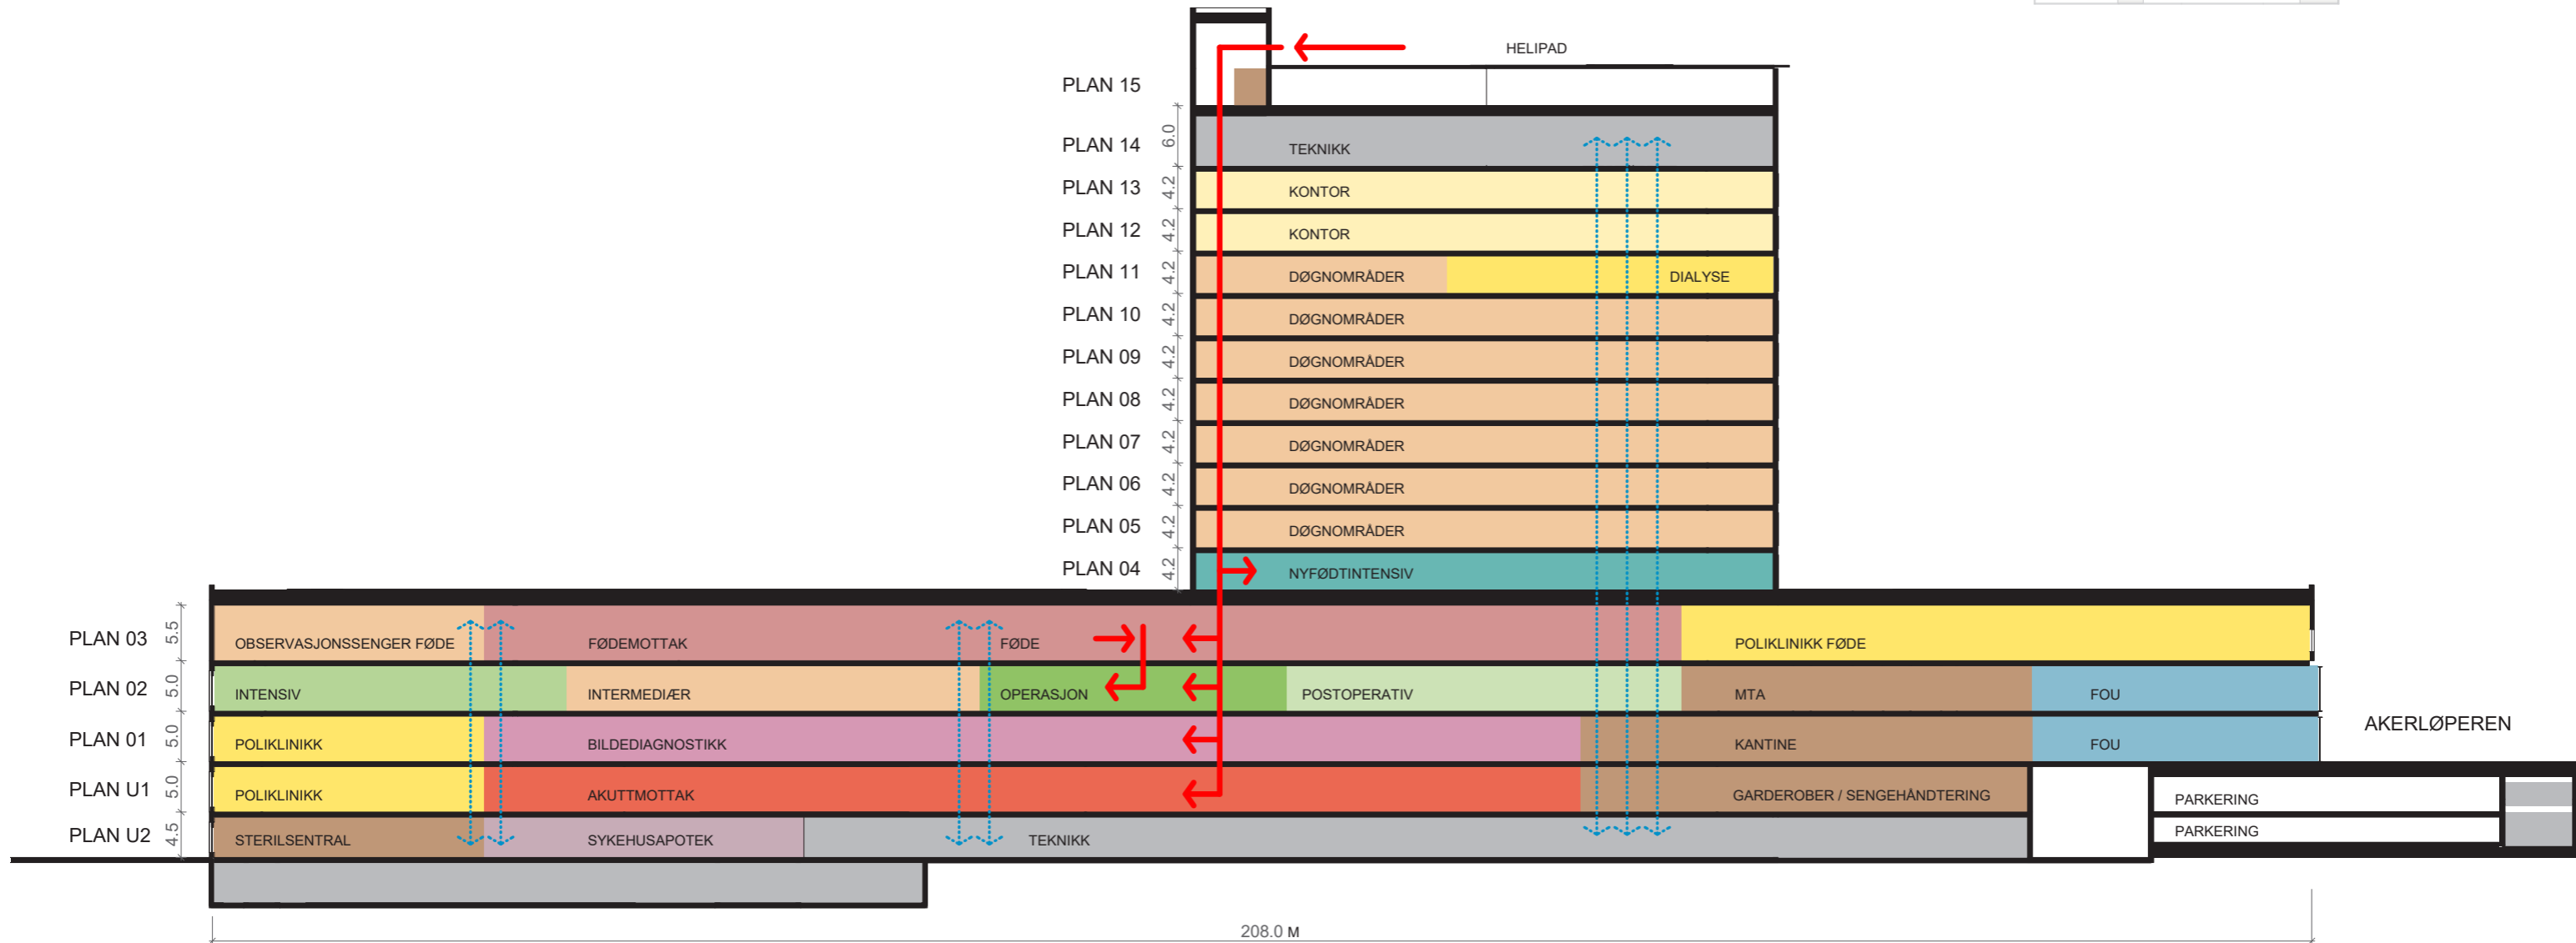 HELIPAD
PLAN 15
PLAN 14 6.0 TEKNIKK
PLAN 13 4.2 KONTOR
PLAN 12 4.2 KONTOR
PLAN 11 4.2 DØGNOMRÅDER DIALYSE
PLAN 10 4.2 DØGNOMRÅDER
PLAN 09 4.2 DØGNOMRÅDER
PLAN 08 4.2 DØGNOMRÅDER
PLAN 07 4.2 DØGNOMRÅDER
PLAN 06 4.2 DØGNOMRÅDER
PLAN 05 4.2 DØGNOMRÅDER
PLAN 04 4.2 NYFØDTINTENSIV
PLAN 03 5.5 OBSERVASJONSSENGER FØDE FØDEMOTTAK FØDE POLIKLINIKK FØDE
PLAN 02 5.0 INTENSIV INTERMEDIÆR OPERASJON POSTOPERATIV MTA FOU
PLAN 01 5.0 POLIKLINIKK BILDEDIAGNOSTIKK KANTINE FOU AKERLØPEREN
PLAN U1 5.0 POLIKLINIKK AKUTTMOTTAK GARDEROBER / SENGEHÅNDTERING PARKERING
PLAN U2 4.5 STERILSENTRAL SYKEHUSAPOTEK TEKNIKK PARKERING
208.0 M